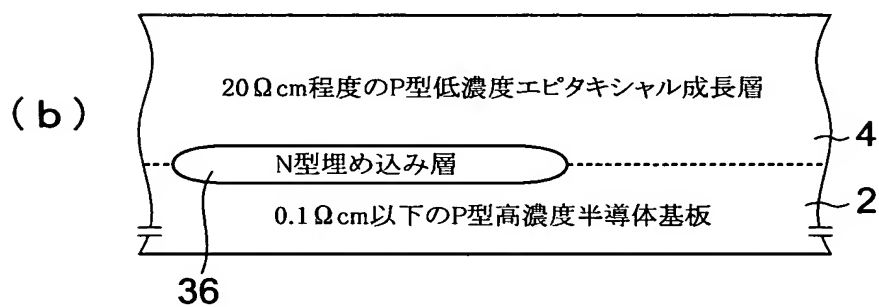 20Ωcm程度のP型低濃度エピタキシャル成長層
(b)
4
N型埋め込み層
2
0.1Ωcm以下のP型高濃度半導体基板
36